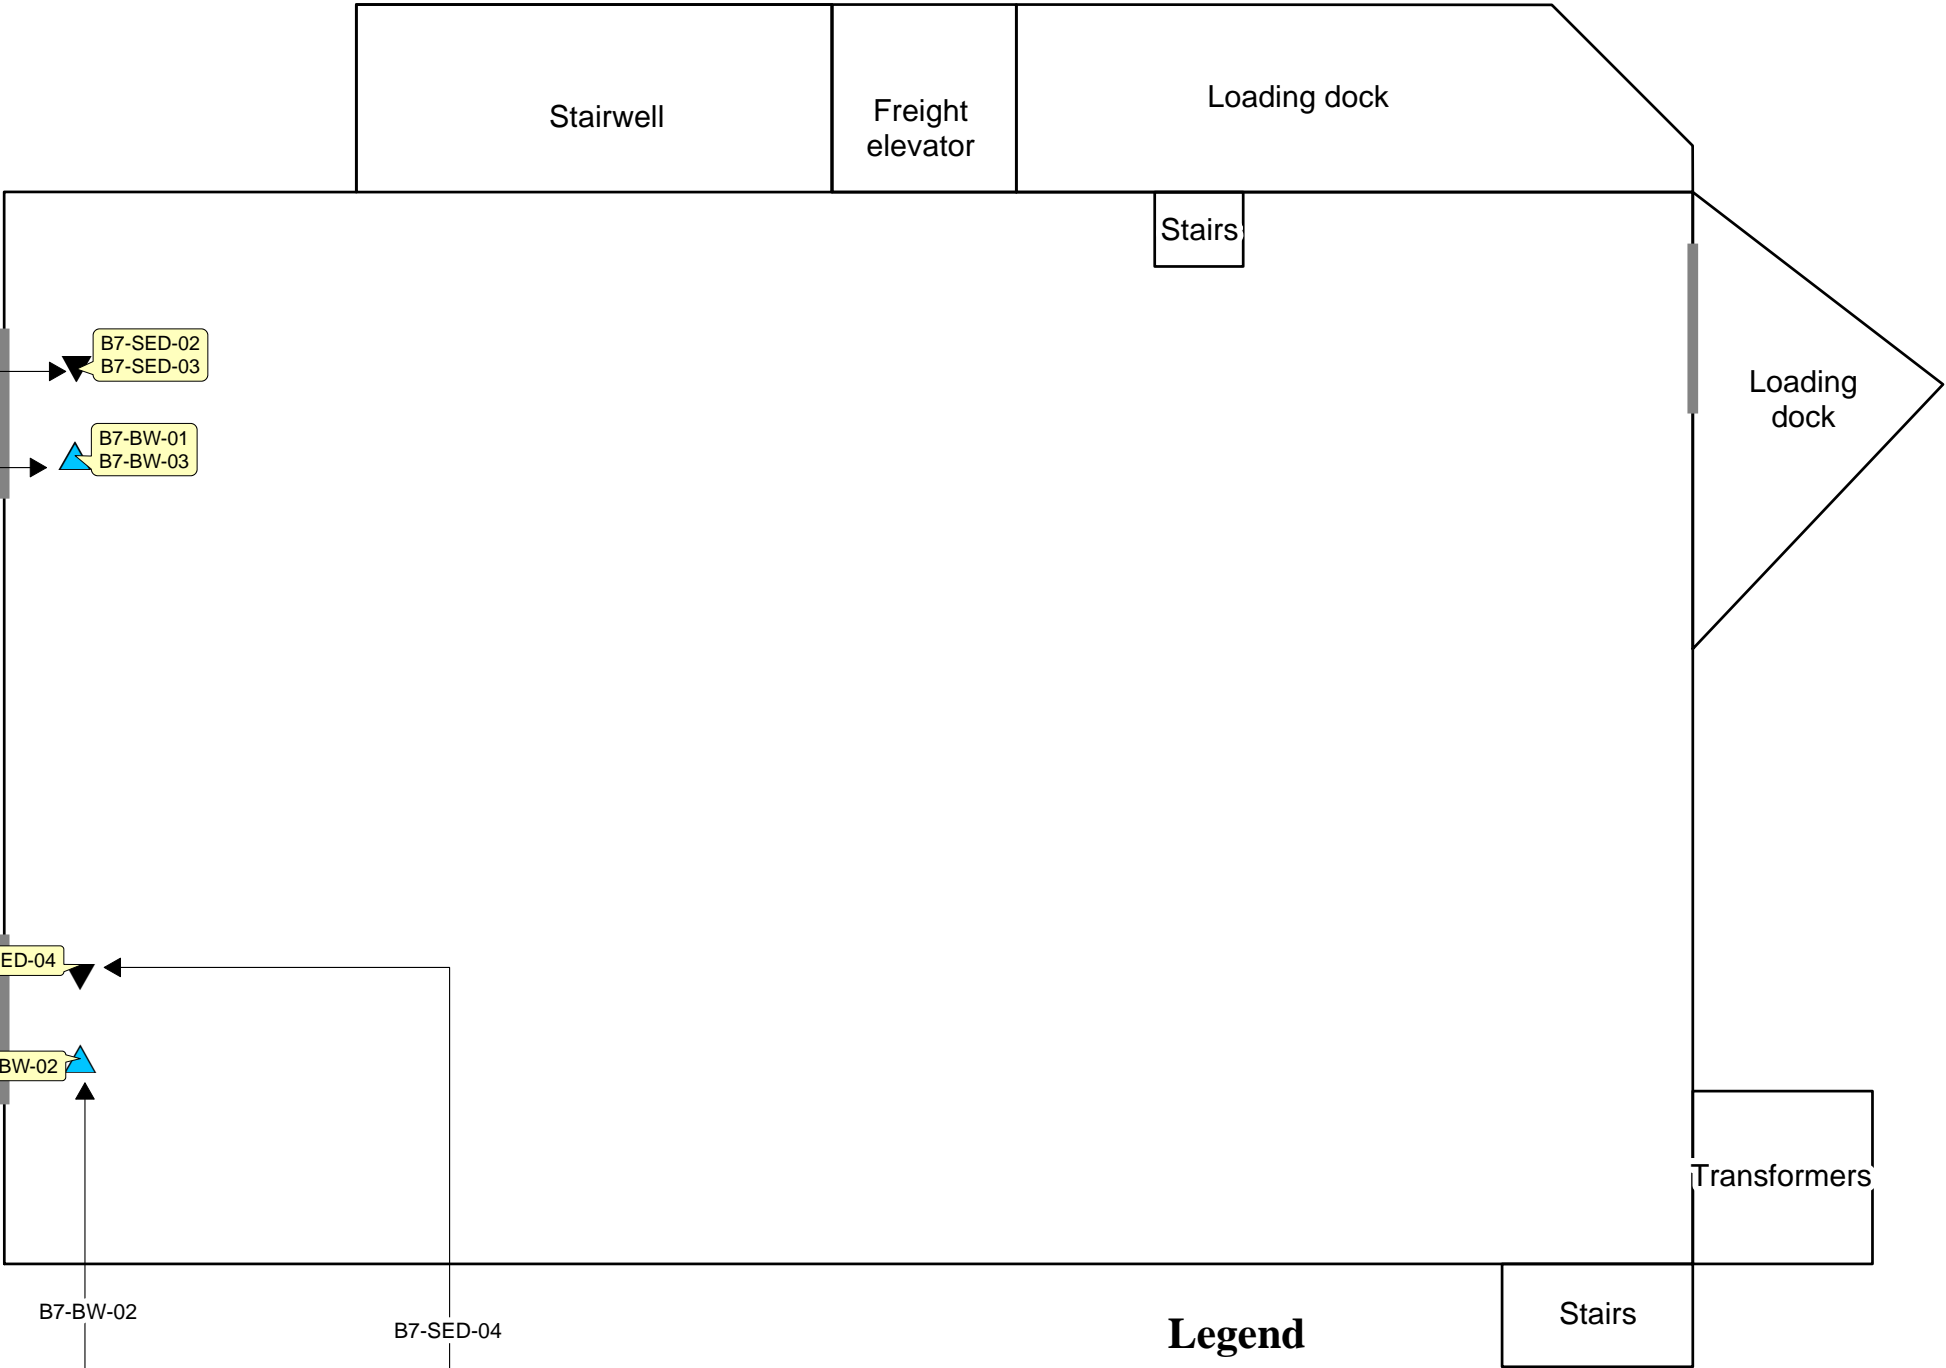 Stairwell
Freight
elevator
Loading dock
Stairs
B7-SED-02
B7-SED-03
Loading
dock
B7-BW-01
B7-BW-03
ED-04
BW-02
Transformers
B7-BW-02
B7-SED-04
Legend
Stairs